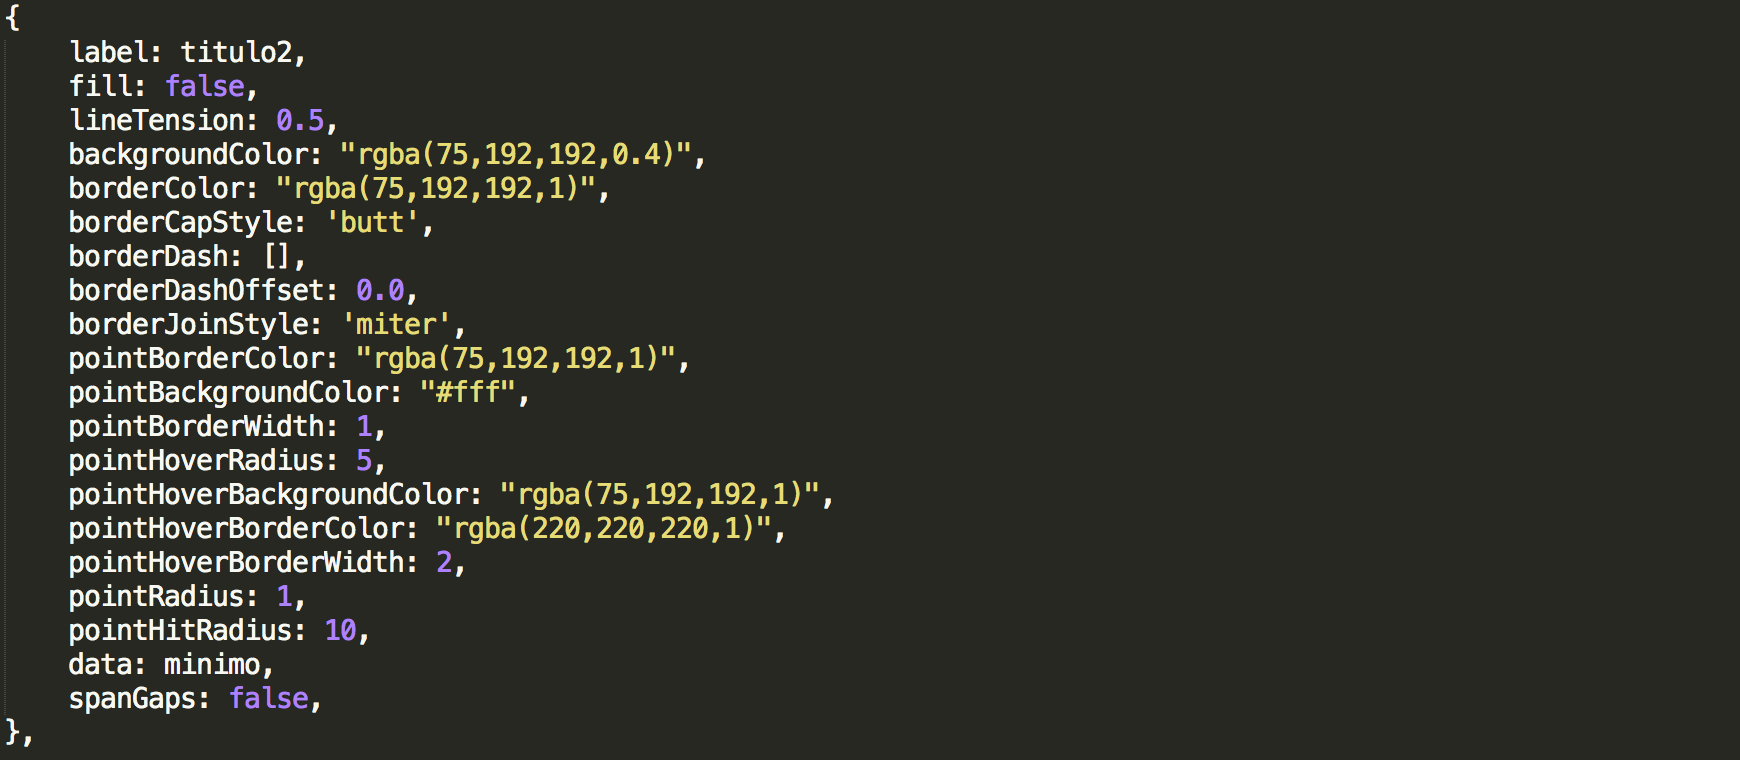 {
label: titulo2,
fill: false,
lineTension: 0.5,
backgroundColor: "rgba(75,192,192,0.4)",
borderColor: "rgba(75,192,192,1)",
borderCapStyle: 'butt',
borderDash: [],
borderDashOffset: 0.0,
borderJoinStyle: 'miter',
pointBorderColor: "rgba(75,192,192,1)",
pointBackgroundColor: "#fff",
pointBorderWidth: 1,
pointHoverRadius: 5,
pointHoverBackgroundColor: "rgba(75,192,192,1)",
pointHoverBorderColor: "rgba(220,220,220,1)",
pointHoverBorderWidth: 2,
pointRadius: 1,
pointHitRadius: 10,
data: minimo,
spanGaps: false,
},